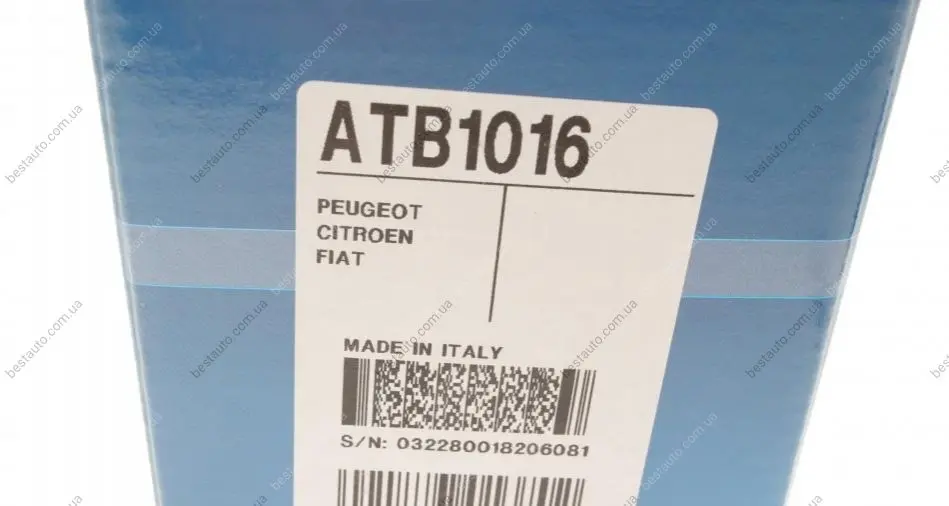 ATB1016
PEUGEOT
CITROEN
FIAT
MADE IN ITALY
S/N: 032280018206081
bestauto.com.ua